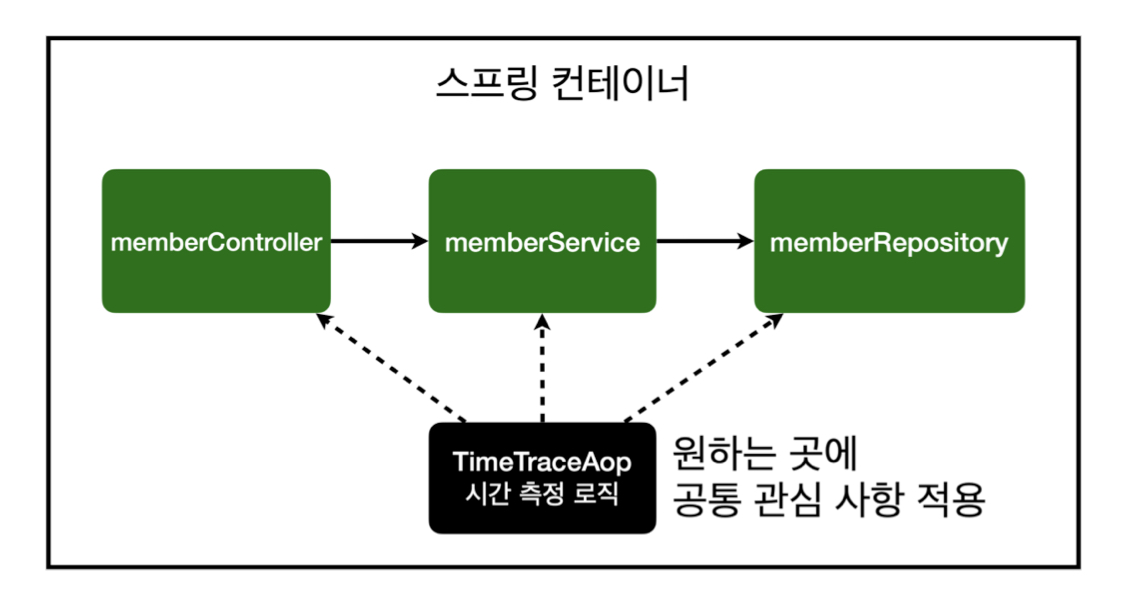 스프링 컨테이너
memberController
memberService
memberRepository
TimeTraceAop
시간 측정 로직
원하는 곳에
공통 관심 사항 적용